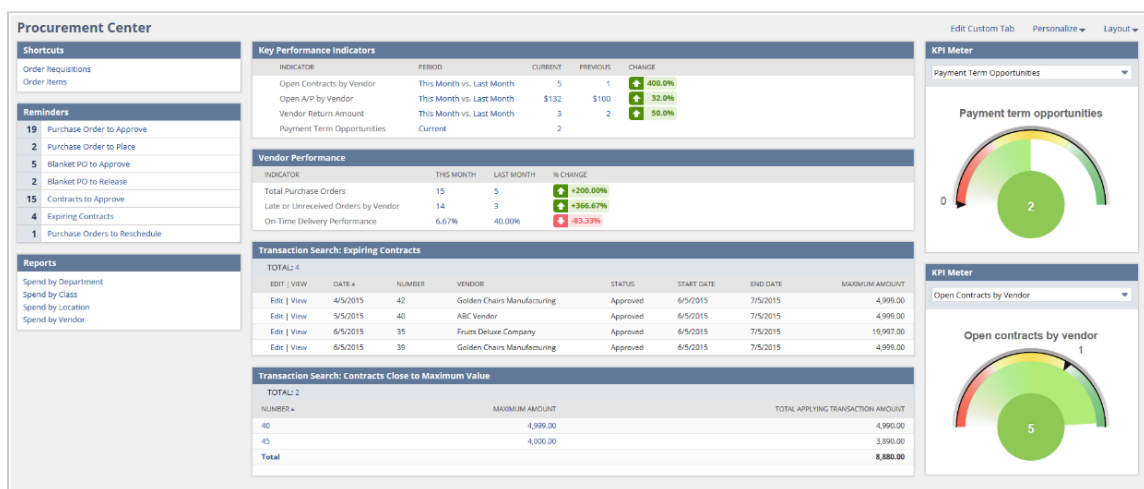 Procurement Center
Edit Custom Tab Personalize Layout
Shortcuts
Order Requisitions
Order Items
Reminders
19 Purchase Order to Approve
2 Purchase Order to Place
5 Blanket PO to Approve
2 Blanket PO to Release
15 Contracts to Approve
4 Expiring Contracts
1 Purchase Orders to Reschedule
Reports
Spend by Department
Spend by Class
Spend by Location
Spend by Vendor
Key Performance Indicators
INDICATOR PERIOD CURRENT PREVIOUS CHANGE
Open Contracts by Vendor This Month vs. Last Month 5 1 400.0%
Open A/P by Vendor This Month vs. Last Month $132 $100 32.0%
Vendor Return Amount This Month vs. Last Month 3 2 50.0%
Payment Term Opportunities Current 2
Vendor Performance
INDICATOR THIS MONTH LAST MONTH % CHANGE
Total Purchase Orders 15 5 +200.00%
Late or Unreceived Orders by Vendor 14 3 +366.67%
On-Time Delivery Performance 6.67% 40.00% -83.33%
Transaction Search: Expiring Contracts
TOTAL: 4
EDIT | VIEW DATE NUMBER VENDOR STATUS START DATE END DATE MAXIMUM AMOUNT
Edit | View 4/5/2015 42 Golden Chairs Manufacturing Approved 6/5/2015 7/5/2015 4,999.00
Edit | View 5/5/2015 40 ABC Vendor Approved 6/5/2015 7/5/2015 4,999.00
Edit | View 6/5/2015 35 Fruits Deluxe Company Approved 6/5/2015 7/5/2015 19,997.00
Edit | View 6/5/2015 39 Golden Chairs Manufacturing Approved 6/5/2015 7/5/2015 4,999.00
Transaction Search: Contracts Close to Maximum Value
TOTAL: 2
NUMBER MAXIMUM AMOUNT TOTAL APPLYING TRANSACTION AMOUNT
40 4,999.00 4,990.00
45 4,000.00 3,890.00
Total 8,880.00
KPI Meter
Payment Term Opportunities
Payment term opportunities
0
2
KPI Meter
Open Contracts by Vendor
Open contracts by vendor
1
5